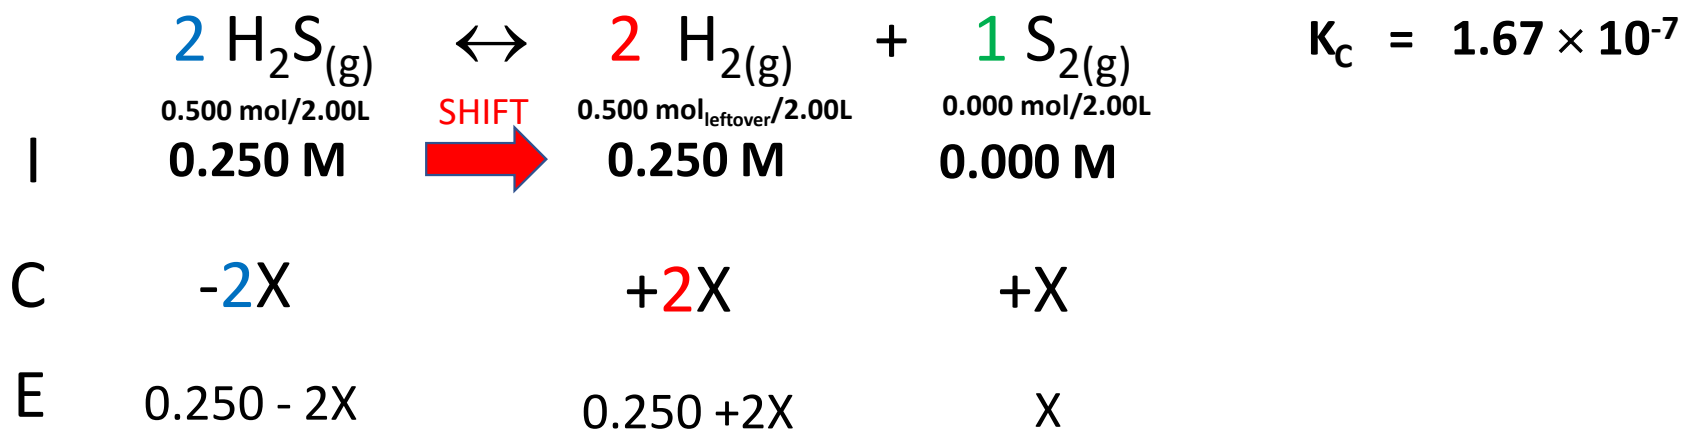 2 H₂S₍g₎ ↔ 2 H₂₍g₎ + 1 S₂₍g₎ K_C = 1.67 × 10⁻⁷
0.500 mol/2.00L SHIFT 0.500 mol_leftover/2.00L 0.000 mol/2.00L
I 0.250 M 0.250 M 0.000 M
C -2X +2X +X
E 0.250 - 2X 0.250 +2X X